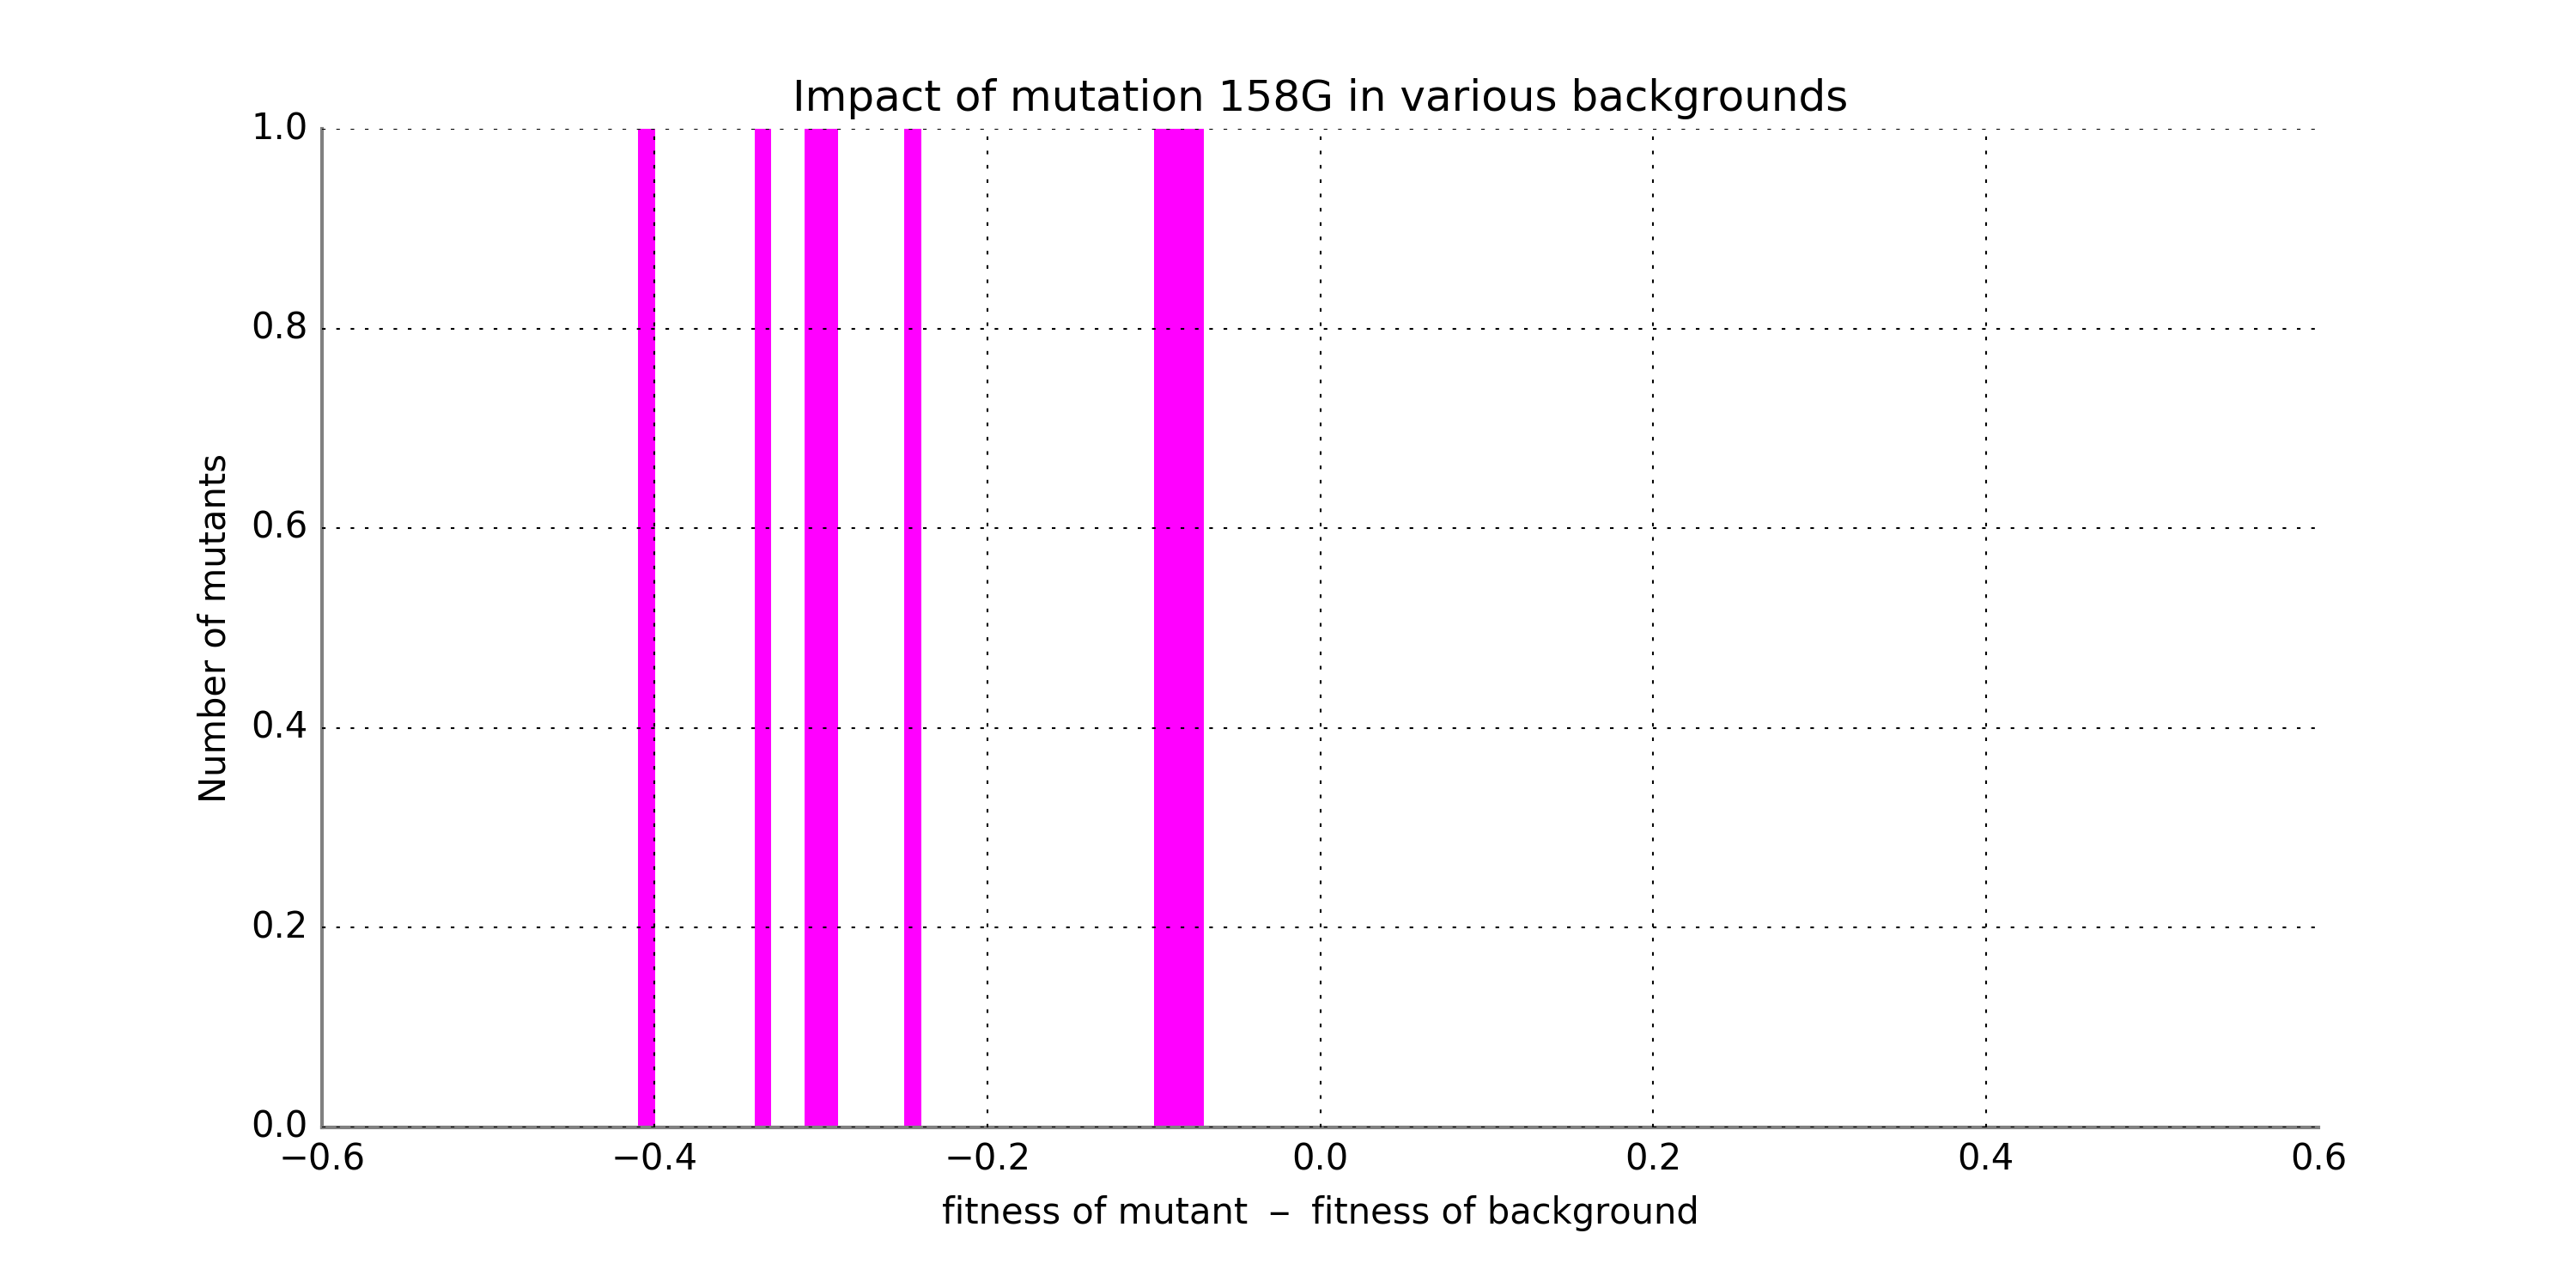 Impact of mutation 158G in various backgrounds
1.0
0.8
0.6
0.4
0.2
0.0
Number of mutants
−0.6 −0.4 −0.2 0.0 0.2 0.4 0.6
fitness of mutant − fitness of background